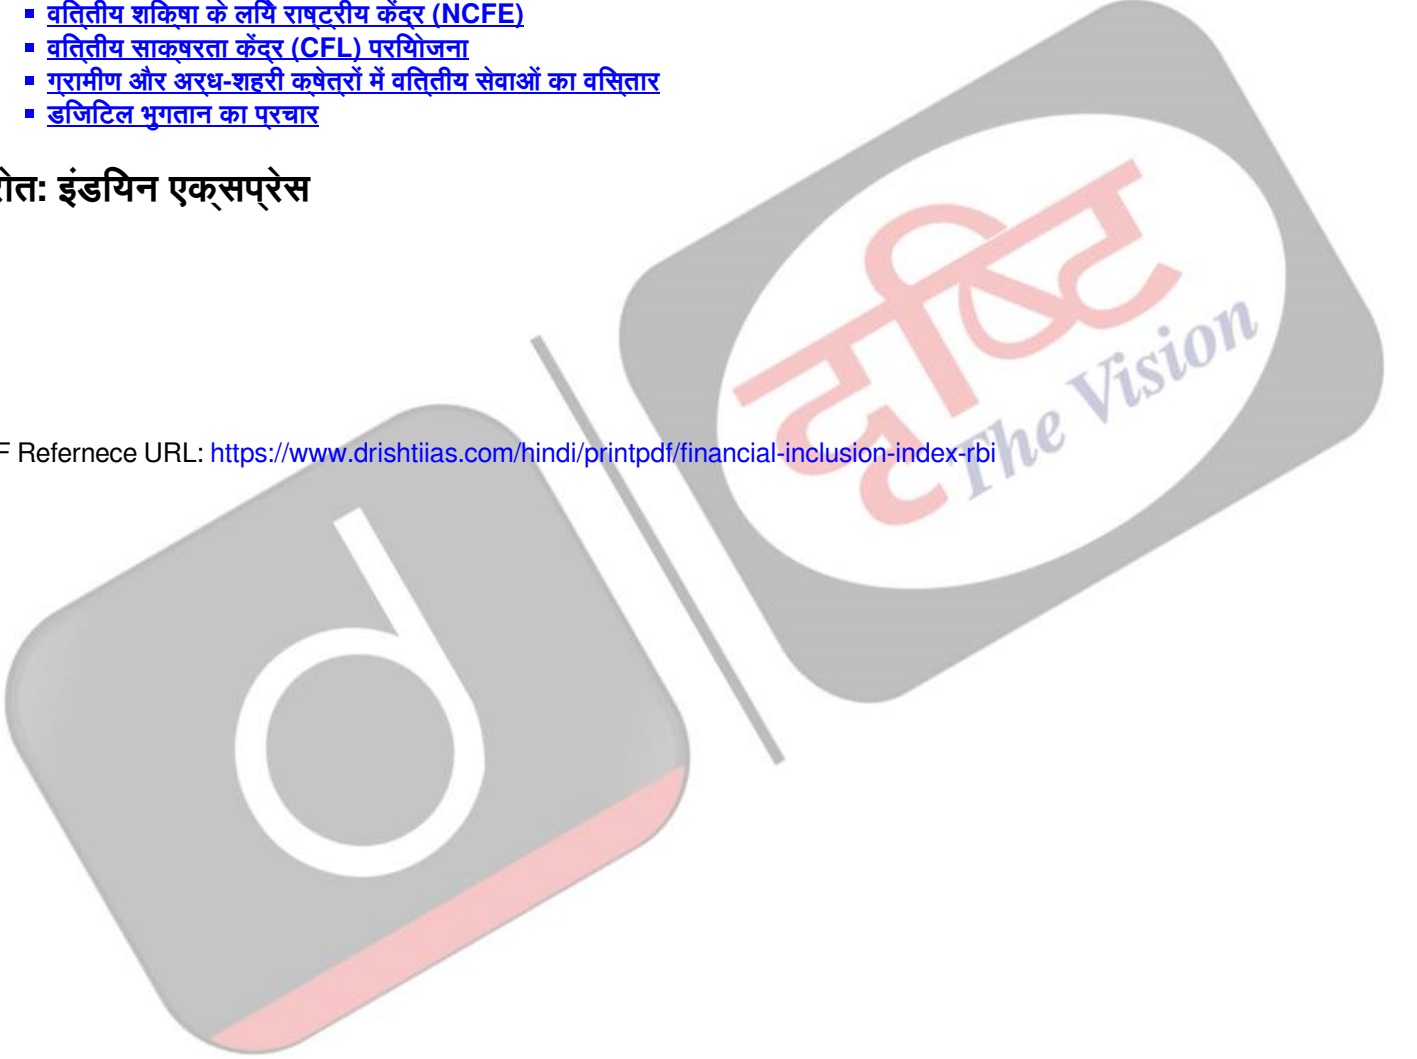 वित्तीय शिक्षा के लिये राष्ट्रीय केंद्र (NCFE)
वित्तीय साक्षरता केंद्र (CFL) परियोजना
ग्रामीण और अर्ध-शहरी क्षेत्रों में वित्तीय सेवाओं का विस्तार
डिजिटल भुगतान का प्रचार
रोत: इंडियन एक्सप्रेस
दृष्टि
The Vision
F Refernece URL: https://www.drishtiias.com/hindi/printpdf/financial-inclusion-index-rbi
d